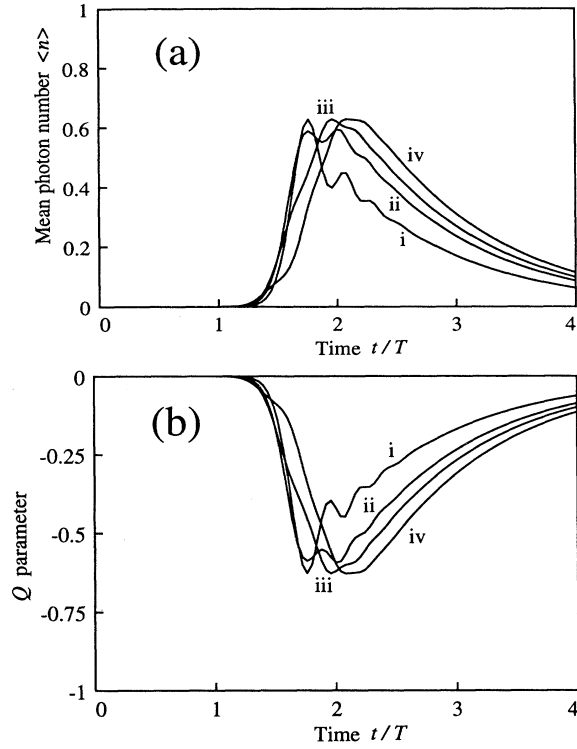 (a)
Mean photon number <n>
1
0.8
0.6
0.4
0.2
0
iii
iv
ii
i
0 1 2 3 4
Time t/T
(b)
Q parameter
0
-0.25
-0.5
-0.75
-1
i
ii
iv
iii
0 1 2 3 4
Time t/T